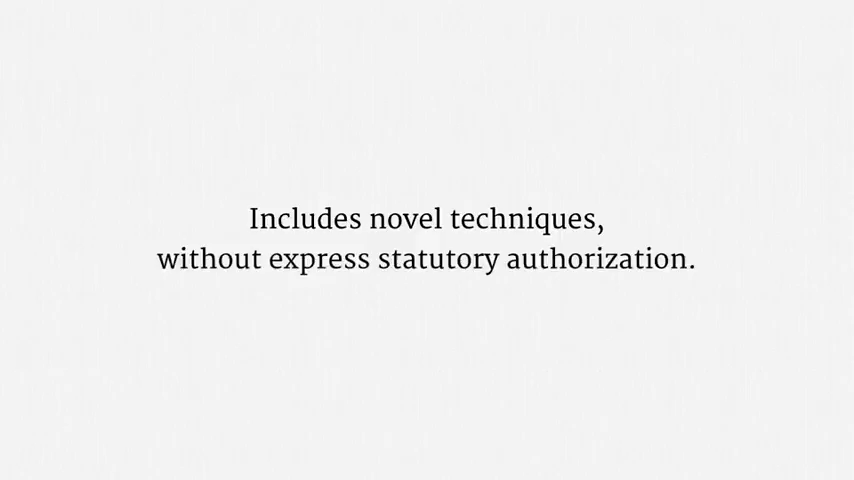 Includes novel techniques,
without express statutory authorization.